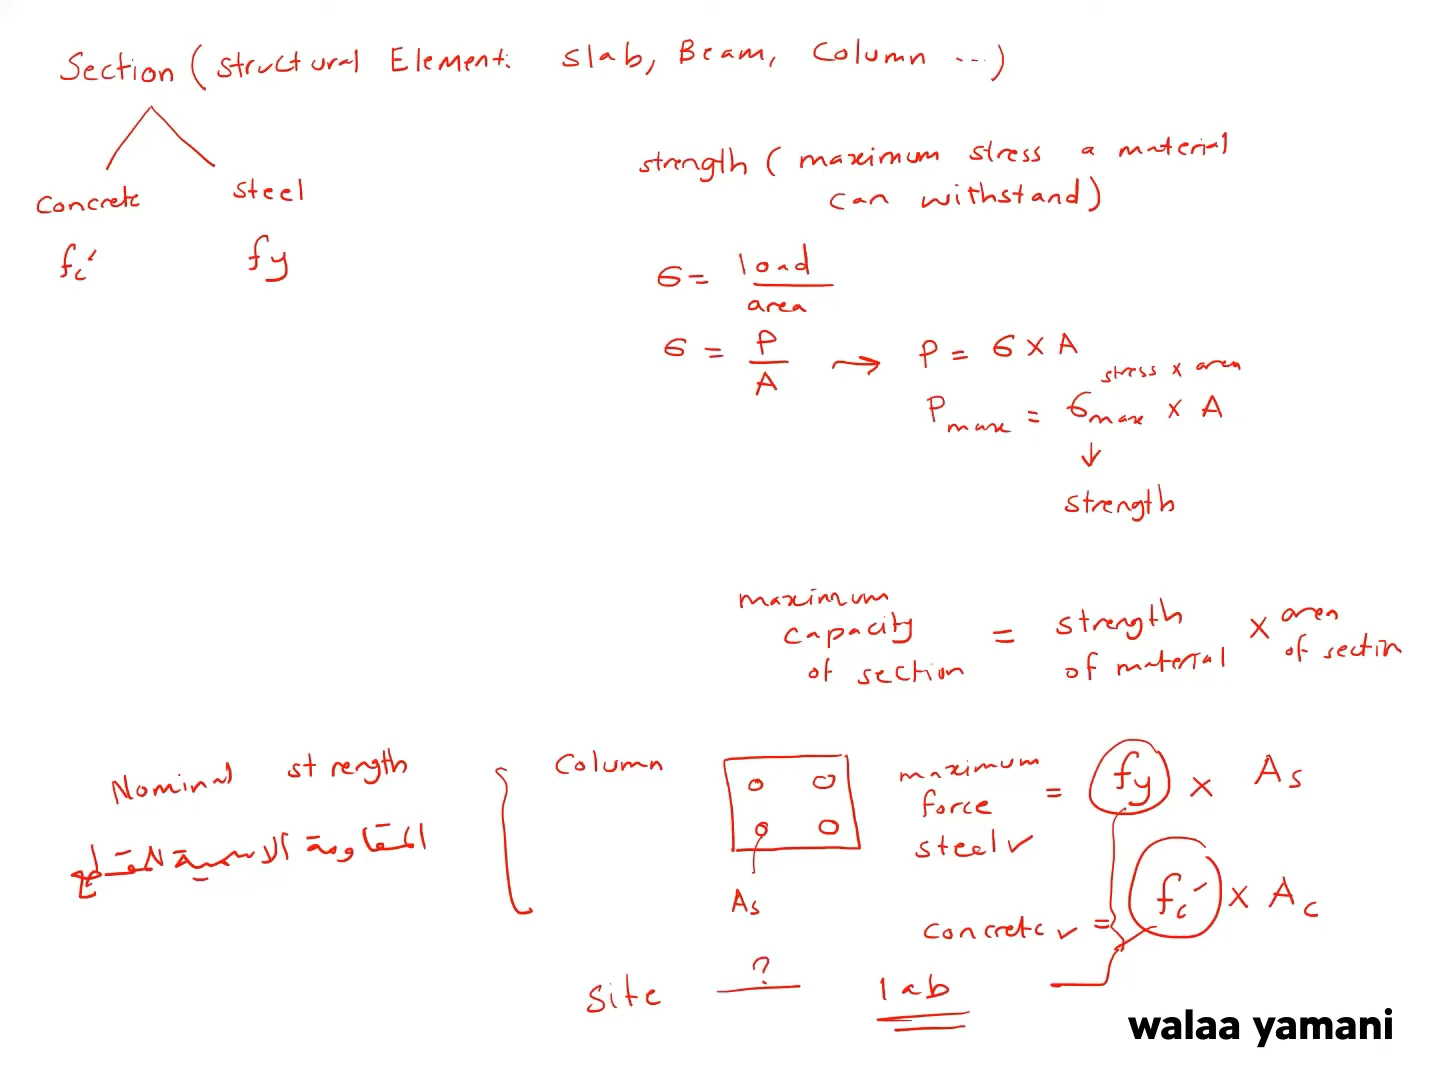 Section (structural Element: slab, Beam, Column ...)
Concrete
steel
fc'
fy
strength (maximum stress a material
can withstand)
σ = load
area
σ = P
A
→ P = σ × A
stress × area
Pmax = σmax × A
↓
strength
maximum
capacity
of section
=
strength
of material
×
area
of section
Nominal strength
المقاومة الاسمية للمقطع
Column
As
maximum
force
steel ✓
= fy × As
concrete ✓ = fc' × Ac
site ? lab
walaa yamani